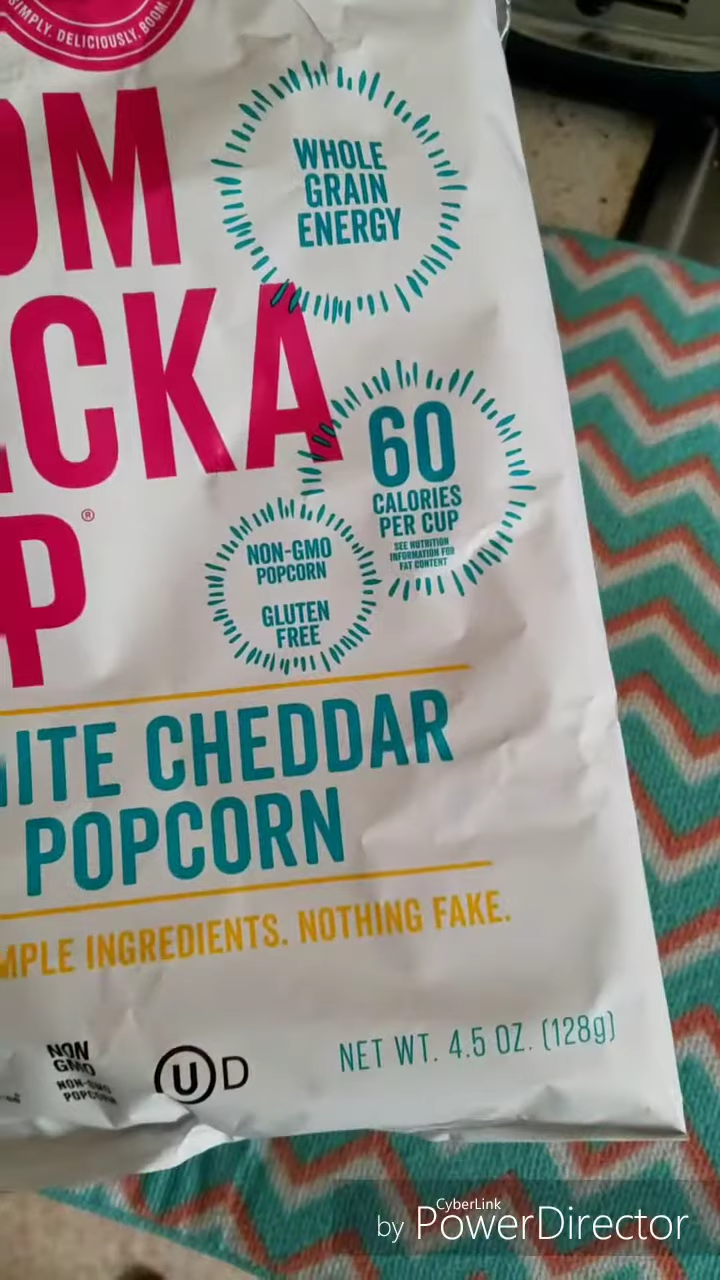 SIMPLY. DELICIOUSLY. BOOM.
OM
CKA
P®
WHOLE
GRAIN
ENERGY
60
CALORIES
PER CUP
SEE NUTRITION
INFORMATION FOR
FAT CONTENT
NON-GMO
POPCORN
GLUTEN
FREE
ITE CHEDDAR
POPCORN
MPLE INGREDIENTS. NOTHING FAKE.
NON
GMO
NON-GMO
POPCORN
U D
NET WT. 4.5 OZ. (128g)
CyberLink
by PowerDirector